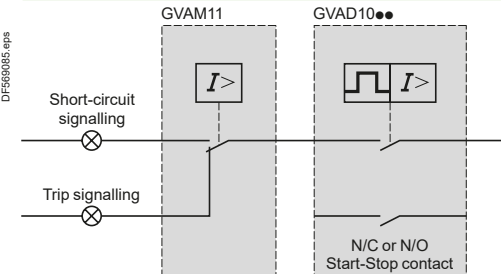 GVAM11
GVAD10●●
DF569085.eps
I>
I>
Short-circuit
signalling
Trip signalling
N/C or N/O
Start-Stop contact